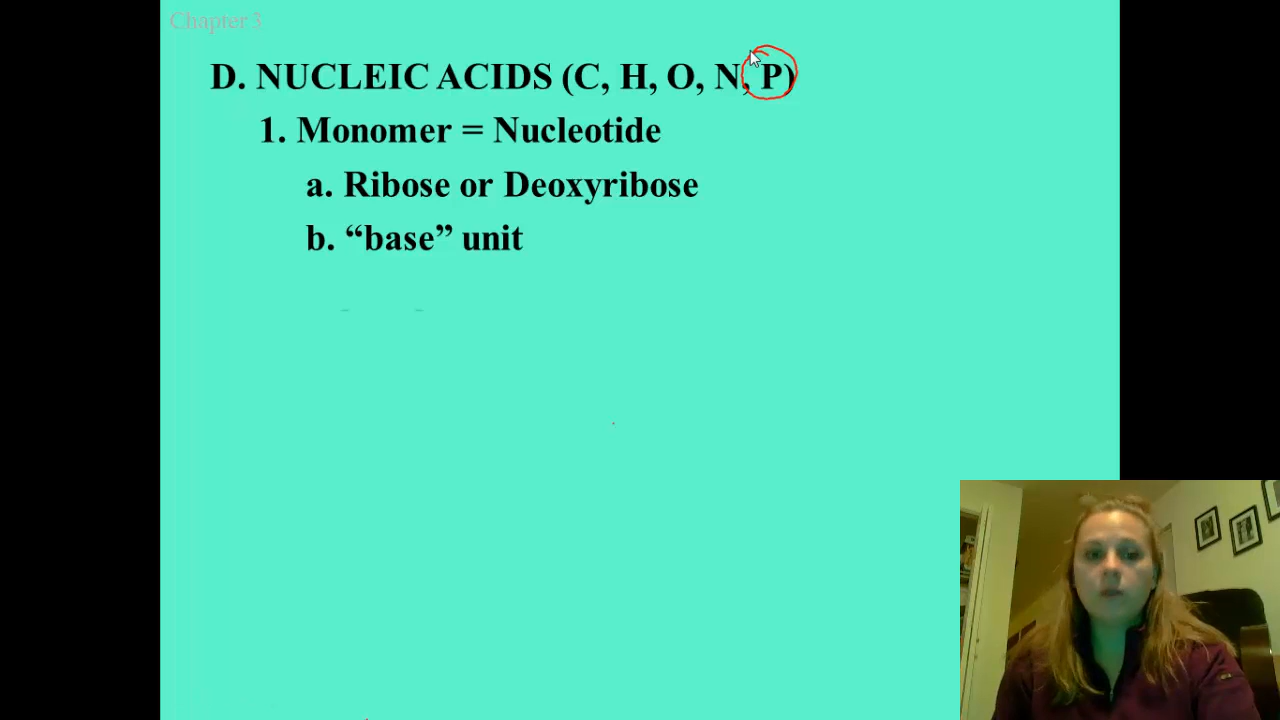 Chapter 3
D. NUCLEIC ACIDS (C, H, O, N, P)
1. Monomer = Nucleotide
a. Ribose or Deoxyribose
b. “base” unit